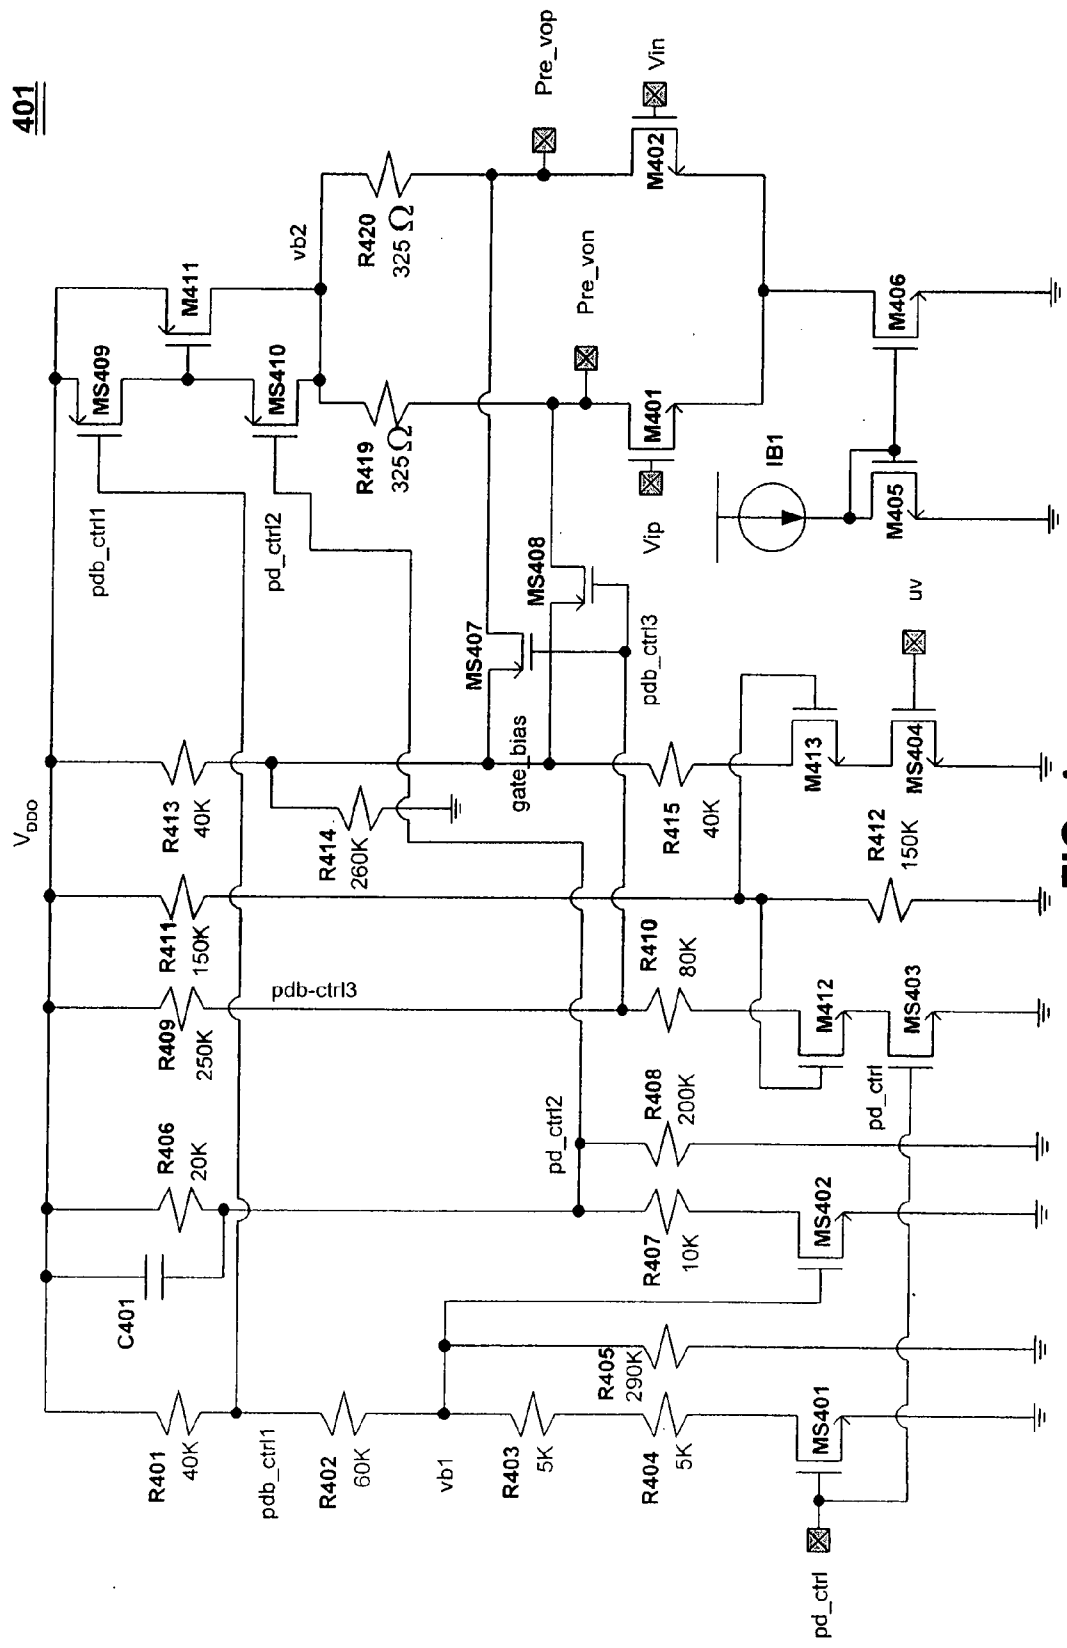 401
V_DDO
R401
40K
pdb_ctrl1
R402
60K
vb1
R403
5K
R404
5K
MS401
pd_ctrl
C401
R405
290K
R406
20K
pd_ctrl2
R407
10K
MS402
R408
200K
R409
250K
pdb-ctrl3
R410
80K
M412
MS403
pd_ctrl
R411
150K
R412
150K
R413
40K
R414
260K
gate_bias
R415
40K
M413
MS404
uv
MS407
MS408
pdb_ctrl3
pdb_ctrl1
MS409
pd_ctrl2
MS410
M411
vb2
R419
325 Ω
R420
325 Ω
Pre_von
Pre_vop
Vip
M401
M402
Vin
IB1
M405
M406